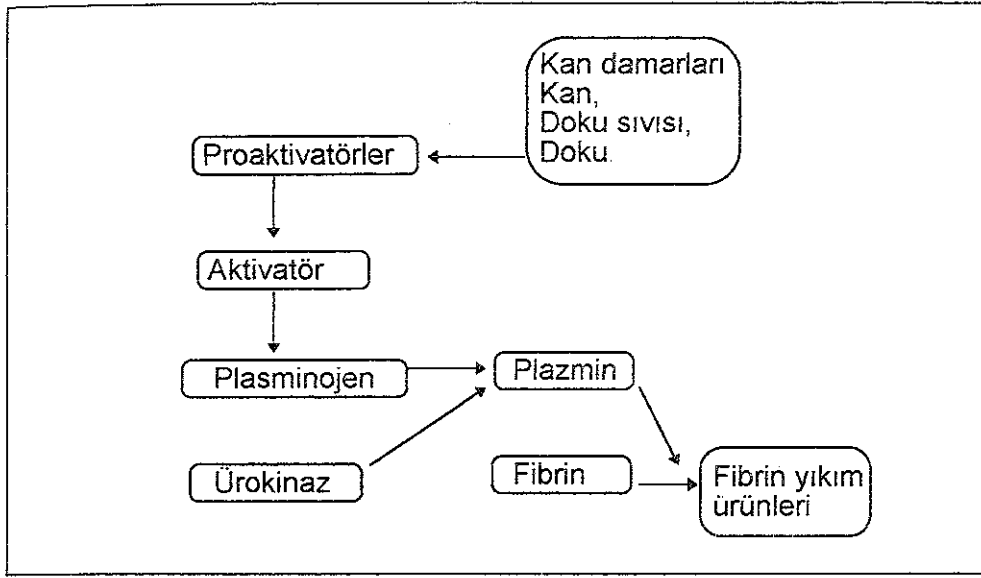 Kan damarları
Kan,
Doku sıvısı,
Doku.
Proaktivatörler
Aktivatör
Plasminojen
Plazmin
Ürokinaz
Fibrin
Fibrin yıkım
ürünleri